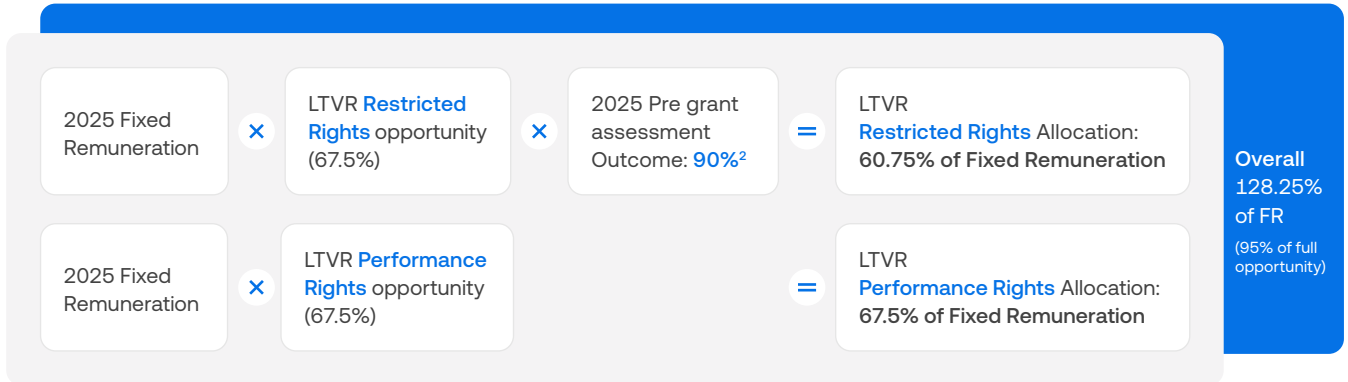 2025 Fixed
Remuneration
×
LTVR Restricted
Rights opportunity
(67.5%)
×
2025 Pre grant
assessment
Outcome: 90%²
=
LTVR
Restricted Rights Allocation:
60.75% of Fixed Remuneration
2025 Fixed
Remuneration
×
LTVR Performance
Rights opportunity
(67.5%)
=
LTVR
Performance Rights Allocation:
67.5% of Fixed Remuneration
Overall
128.25%
of FR
(95% of full
opportunity)